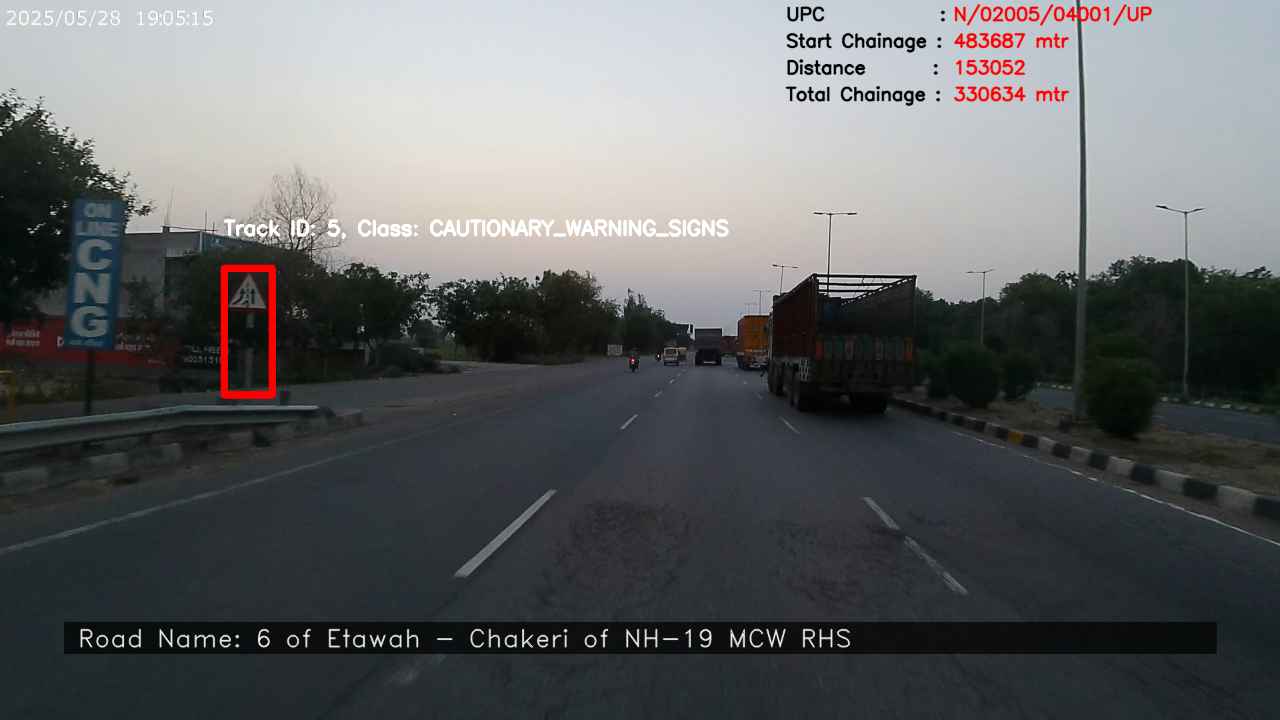 2025/05/28 19:05:15
UPC : N/02005/04001/UP
Start Chainage : 483687 mtr
Distance : 153052
Total Chainage : 330634 mtr
Track ID: 5, Class: CAUTIONARY_WARNING_SIGNS
ON
LINE
CNG
Road Name: 6 of Etawah - Chakeri of NH-19 MCW RHS